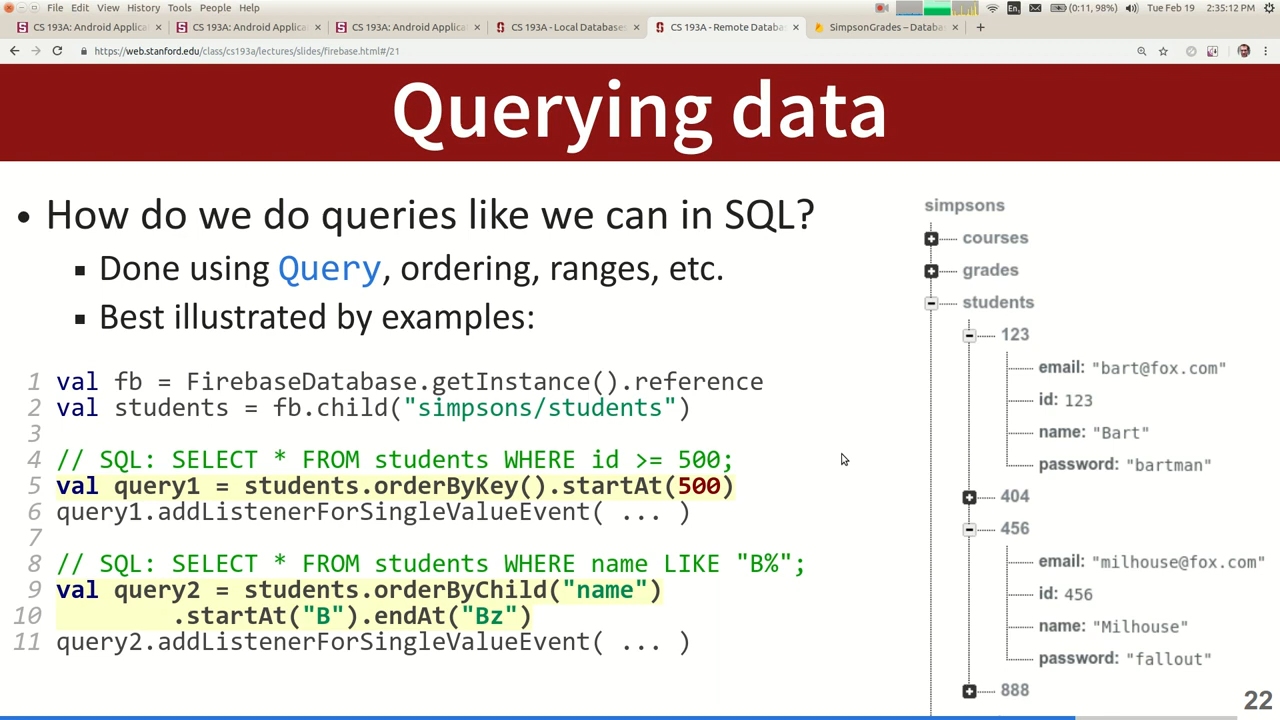 File Edit View History Tools People Help
En
(0:11, 98%)
Tue Feb 19 2:35:12 PM
CS 193A: Android Applica
CS 193A: Android Applica
CS 193A: Android Applica
CS 193A - Local Databases
CS 193A - Remote Databa
SimpsonGrades – Databa
https://web.stanford.edu/class/cs193a/lectures/slides/firebase.html#/21
Querying data
• How do we do queries like we can in SQL?
▪ Done using Query, ordering, ranges, etc.
▪ Best illustrated by examples:
1 val fb = FirebaseDatabase.getInstance().reference
2 val students = fb.child("simpsons/students")
3
4 // SQL: SELECT * FROM students WHERE id >= 500;
5 val query1 = students.orderByKey().startAt(500)
6 query1.addListenerForSingleValueEvent( ... )
7
8 // SQL: SELECT * FROM students WHERE name LIKE "B%";
9 val query2 = students.orderByChild("name")
10 .startAt("B").endAt("Bz")
11 query2.addListenerForSingleValueEvent( ... )
simpsons
courses
grades
students
123
email: "bart@fox.com"
id: 123
name: "Bart"
password: "bartman"
404
456
email: "milhouse@fox.com"
id: 456
name: "Milhouse"
password: "fallout"
888
22